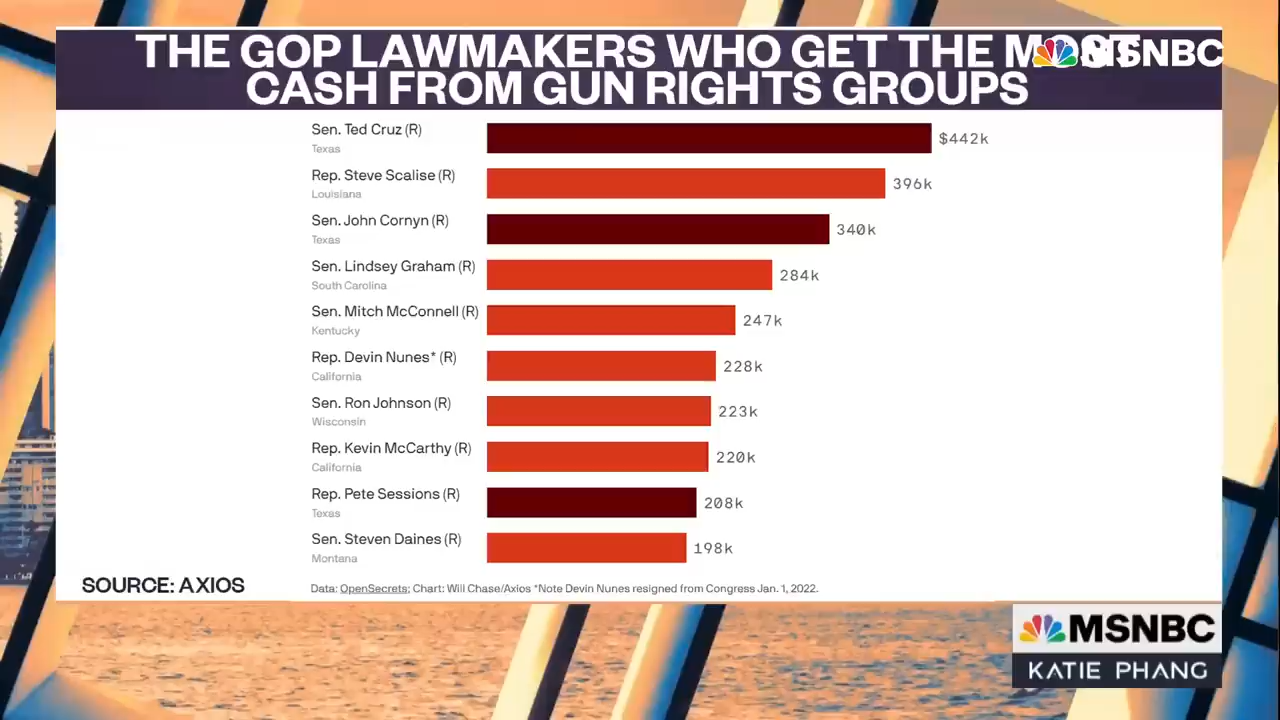 THE GOP LAWMAKERS WHO GET THE MOST
MSNBC
CASH FROM GUN RIGHTS GROUPS
Sen. Ted Cruz (R)
Texas
$442k
Rep. Steve Scalise (R)
Louisiana
396k
Sen. John Cornyn (R)
Texas
340k
Sen. Lindsey Graham (R)
South Carolina
284k
Sen. Mitch McConnell (R)
Kentucky
247k
Rep. Devin Nunes* (R)
California
228k
Sen. Ron Johnson (R)
Wisconsin
223k
Rep. Kevin McCarthy (R)
California
220k
Rep. Pete Sessions (R)
Texas
208k
Sen. Steven Daines (R)
Montana
198k
SOURCE: AXIOS
Data: OpenSecrets; Chart: Will Chase/Axios *Note Devin Nunes resigned from Congress Jan. 1, 2022.
MSNBC
KATIE PHANG